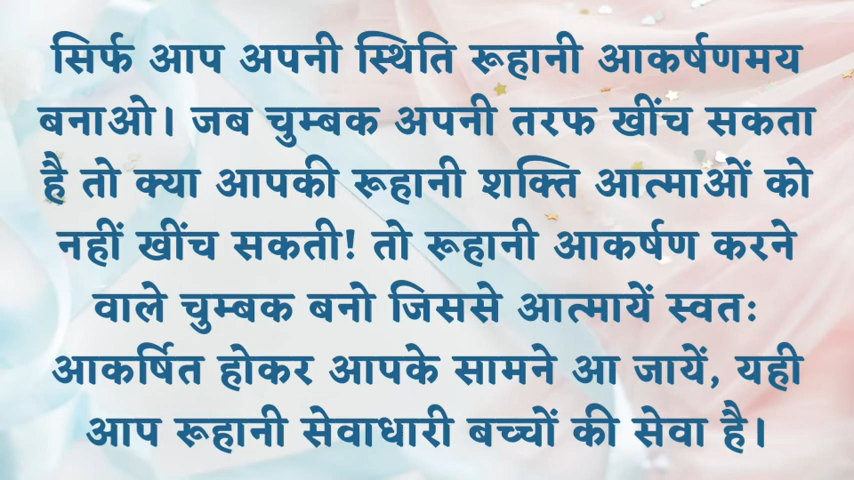 सिर्फ आप अपनी स्थिति रूहानी आकर्षणमय
बनाओ। जब चुम्बक अपनी तरफ खींच सकता
है तो क्या आपकी रूहानी शक्ति आत्माओं को
नहीं खींच सकती! तो रूहानी आकर्षण करने
वाले चुम्बक बनो जिससे आत्मायें स्वतः
आकर्षित होकर आपके सामने आ जायें, यही
आप रूहानी सेवाधारी बच्चों की सेवा है।